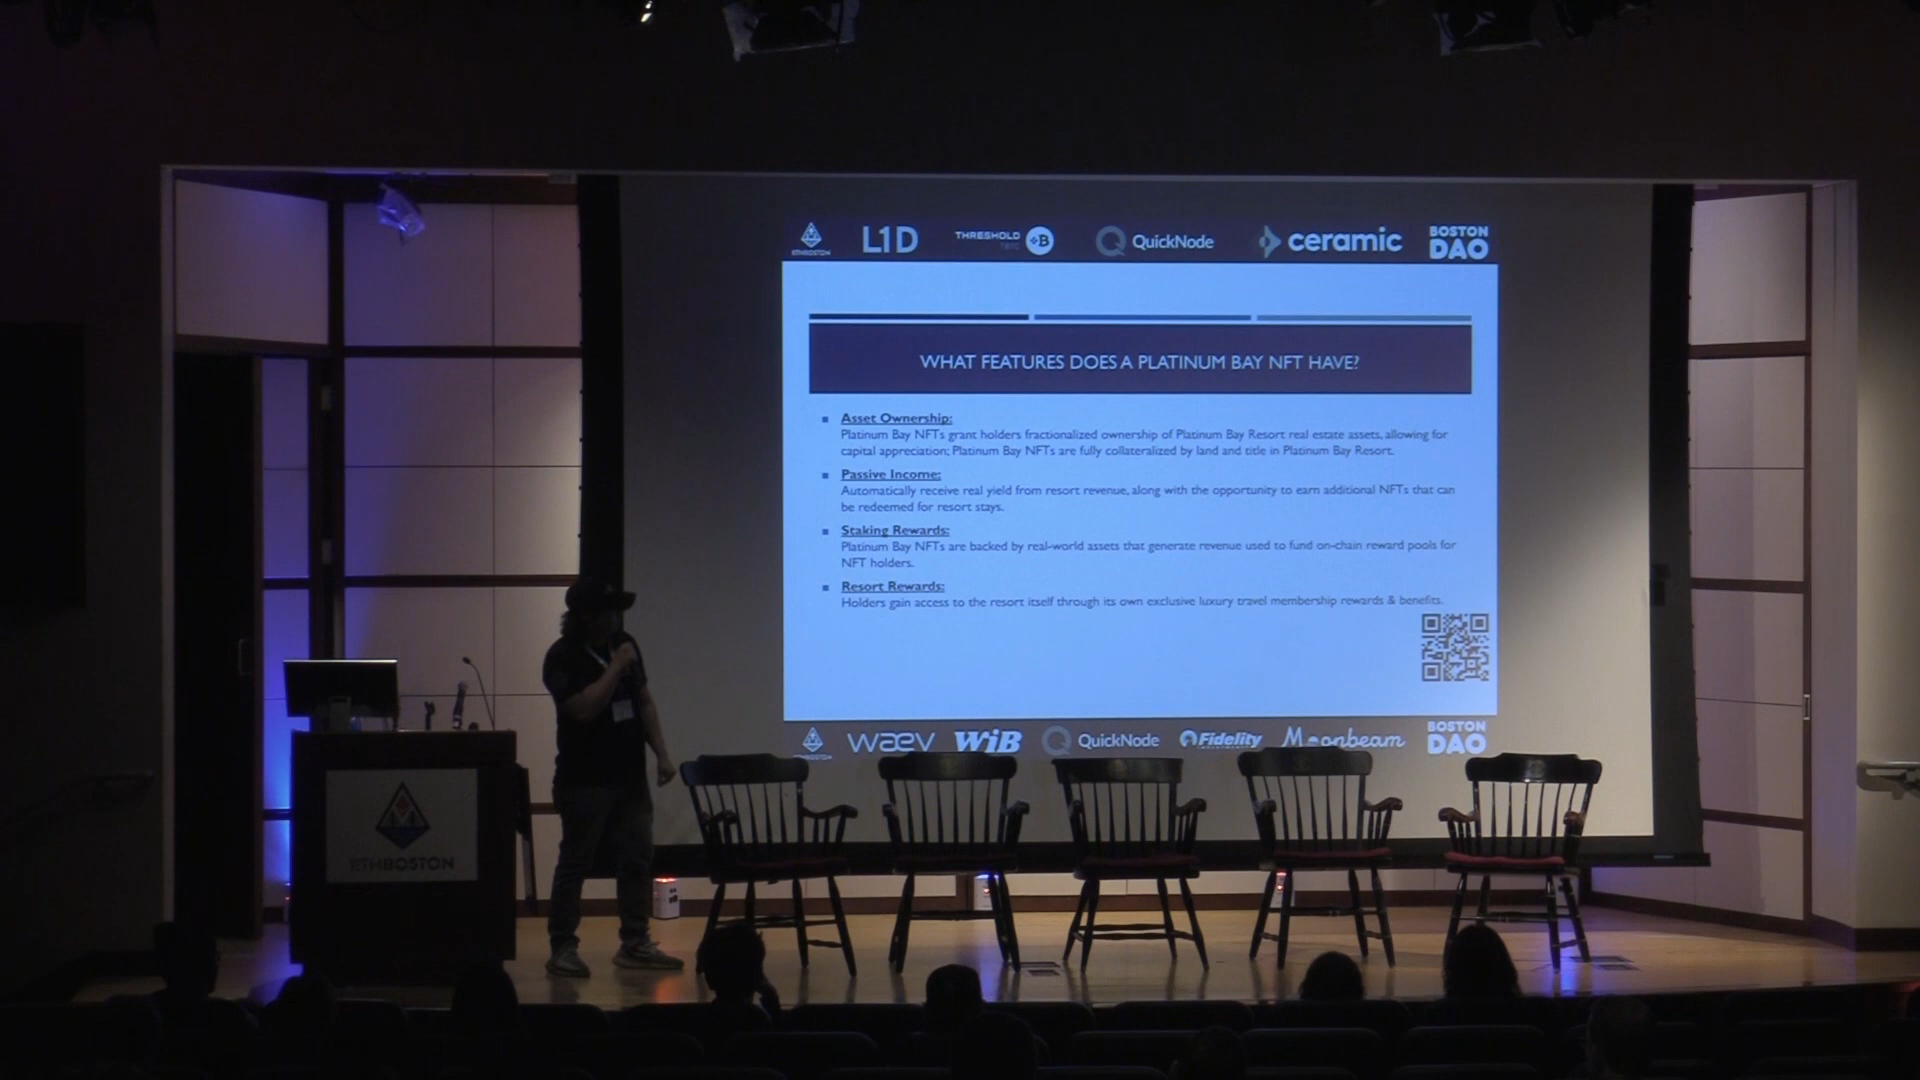 ETHBOSTON
L1D
THRESHOLD
QuickNode
ceramic
BOSTON
DAO
WHAT FEATURES DOES A PLATINUM BAY NFT HAVE?
Asset Ownership:
Platinum Bay NFTs grant holders fractionalized ownership of Platinum Bay Resort real estate assets, allowing for
capital appreciation; Platinum Bay NFTs are fully collateralized by land and title in Platinum Bay Resort.
Passive Income:
Automatically receive real yield from resort revenue, along with the opportunity to earn additional NFTs that can
be redeemed for resort stays.
Staking Rewards:
Platinum Bay NFTs are backed by real-world assets that generate revenue used to fund on-chain reward pools for
NFT holders.
Resort Rewards:
Holders gain access to the resort itself through its own exclusive luxury travel membership rewards & benefits.
ETHBOSTON
waev
WiB
QuickNode
Fidelity
Moonbeam
BOSTON
DAO
ETHBOSTON